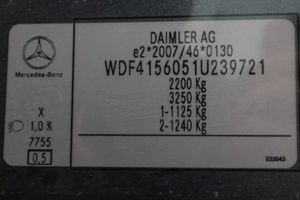 DAIMLER AG
e2*2007/46*0130
WDF4156051U239721
2200 Kg
3250 Kg
1-1125 Kg
2-1240 Kg
Mercedes-Benz
X
1,0%
7755
0,5
532043